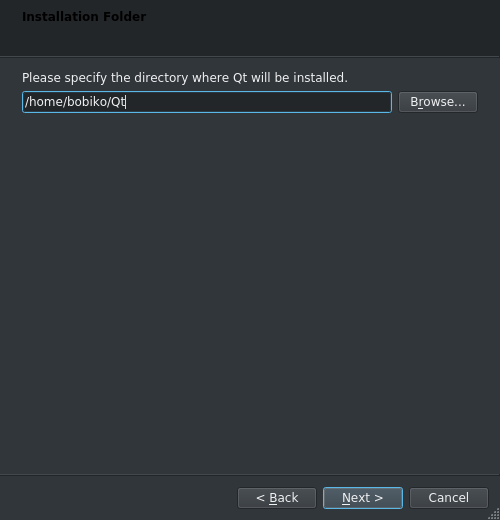 Installation Folder
Please specify the directory where Qt will be installed.
/home/bobiko/Qt
Browse...
< Back
Next >
Cancel